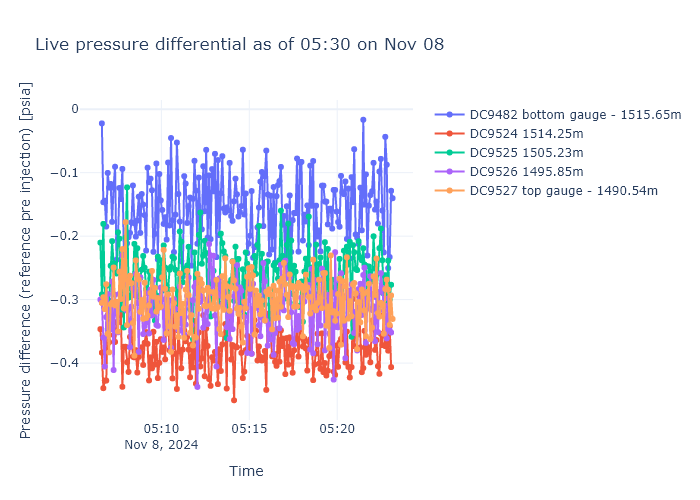 Live pressure differential as of 05:30 on Nov 08
Pressure difference (reference pre injection) [psia]
0
−0.1
−0.2
−0.3
−0.4
05:10
05:15
05:20
Nov 8, 2024
Time
DC9482 bottom gauge - 1515.65m
DC9524 1514.25m
DC9525 1505.23m
DC9526 1495.85m
DC9527 top gauge - 1490.54m